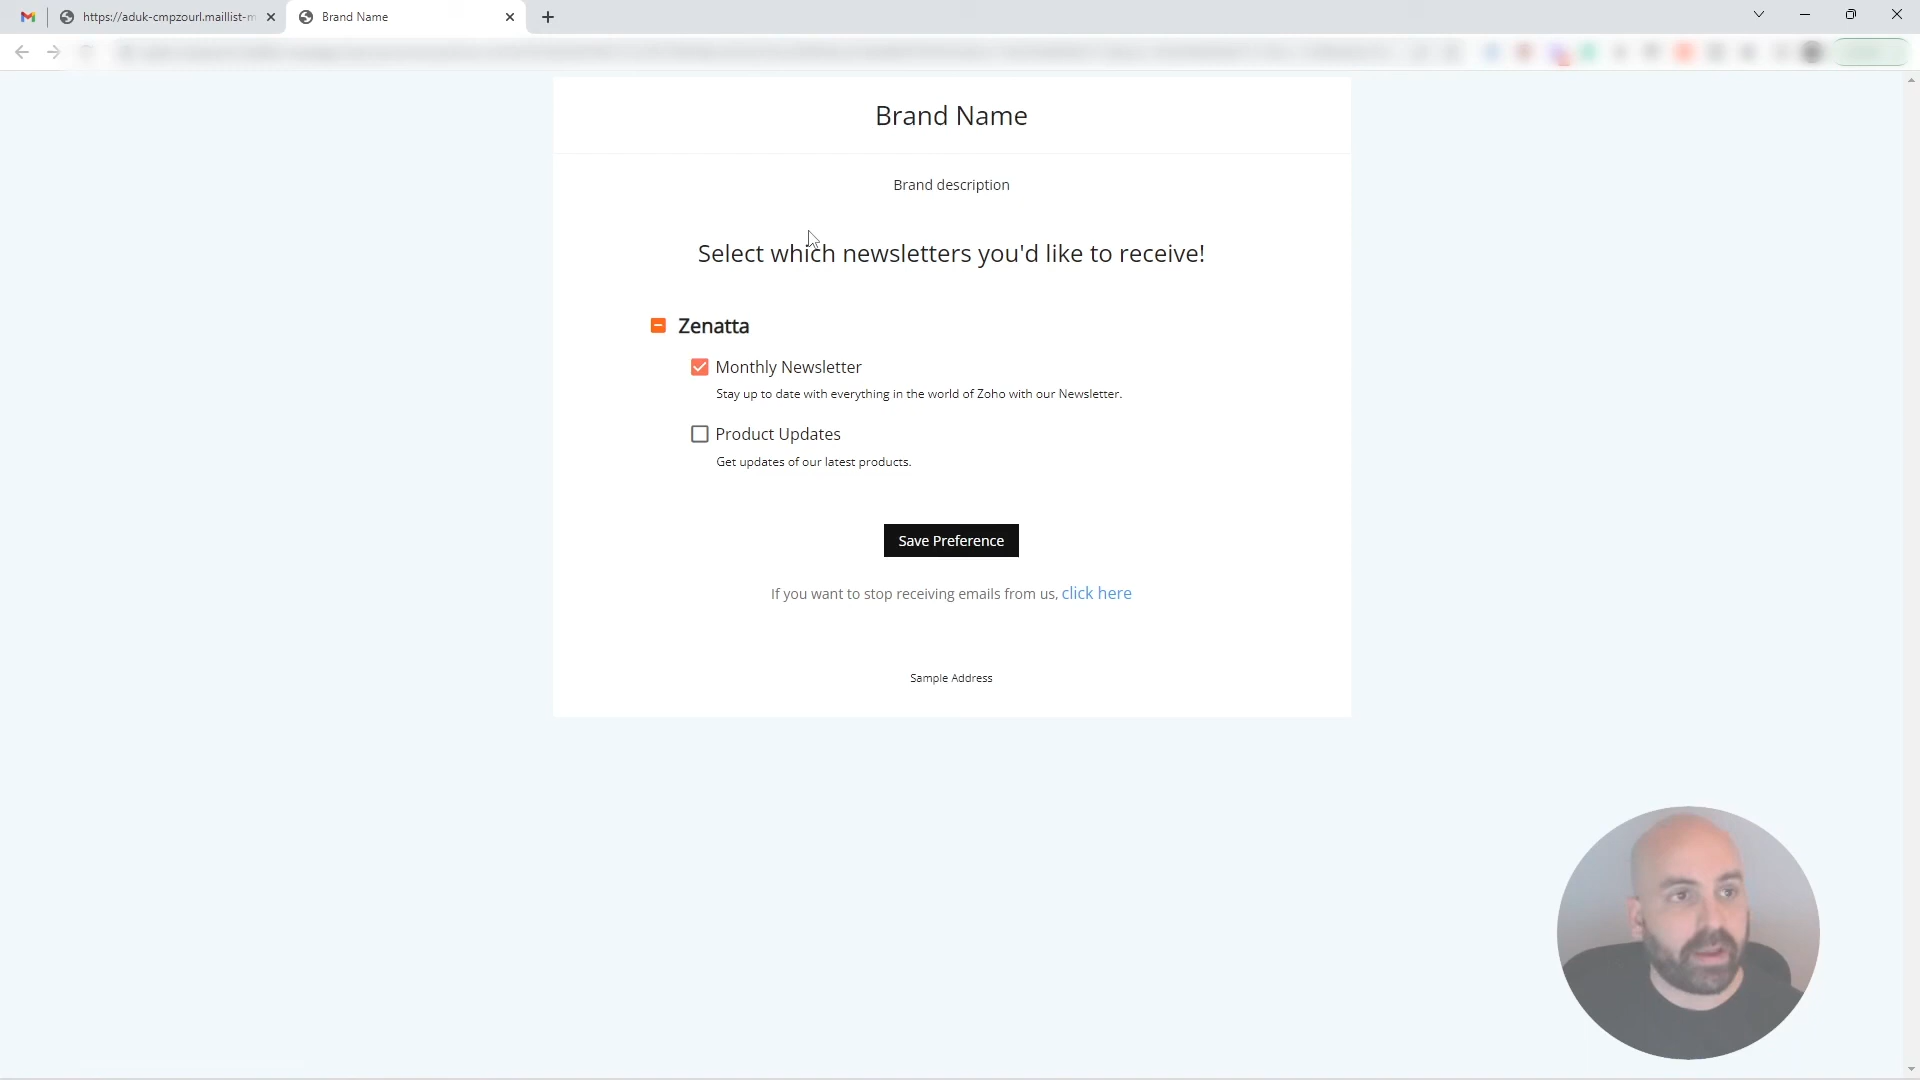 https://aduk-cmpzourl.maillist-m
Brand Name
Brand Name
Brand description
Select which newsletters you'd like to receive!
Zenatta
Monthly Newsletter
Stay up to date with everything in the world of Zoho with our Newsletter.
Product Updates
Get updates of our latest products.
Save Preference
If you want to stop receiving emails from us, click here
Sample Address